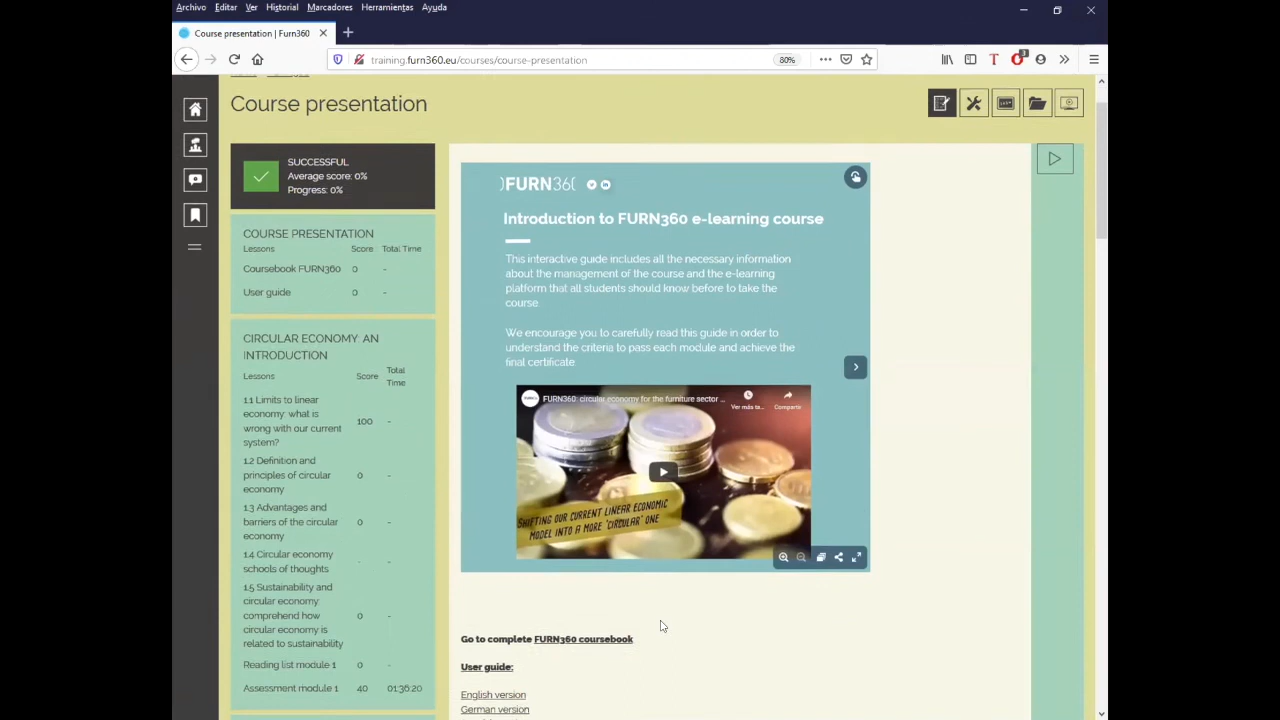 Archivo Editar Ver Historial Marcadores Herramientas Ayuda
Course presentation | Furn360
training.furn360.eu/courses/course-presentation
80%
3
Course presentation
SUCCESSFUL
Average score: 0%
Progress: 0%
COURSE PRESENTATION
Lessons Score Total Time
Coursebook FURN360 0 -
User guide 0 -
CIRCULAR ECONOMY: AN
INTRODUCTION
Lessons Score Total
Time
1.1 Limits to linear
economy: what is
wrong with our current
system?
100 -
1.2 Definition and
principles of circular
economy
0 -
1.3 Advantages and
barriers of the circular
economy
0 -
1.4 Circular economy
schools of thoughts
- -
1.5 Sustainability and
circular economy:
comprehend how
circular economy is
related to sustainability
0 -
Reading list module 1 0 -
Assessment module 1 40 01:36:20
FURN360
Introduction to FURN360 e-learning course
This interactive guide includes all the necessary information
about the management of the course and the e-learning
platform that all students should know before to take the
course.
We encourage you to carefully read this guide in order to
understand the criteria to pass each module and achieve the
final certificate.
FURN360: circular economy for the furniture sector ...
Ver más ta... Compartir
SHIFTING OUR CURRENT LINEAR ECONOMIC
MODEL INTO A MORE 'CIRCULAR' ONE
Go to complete FURN360 coursebook
User guide:
English version
German version